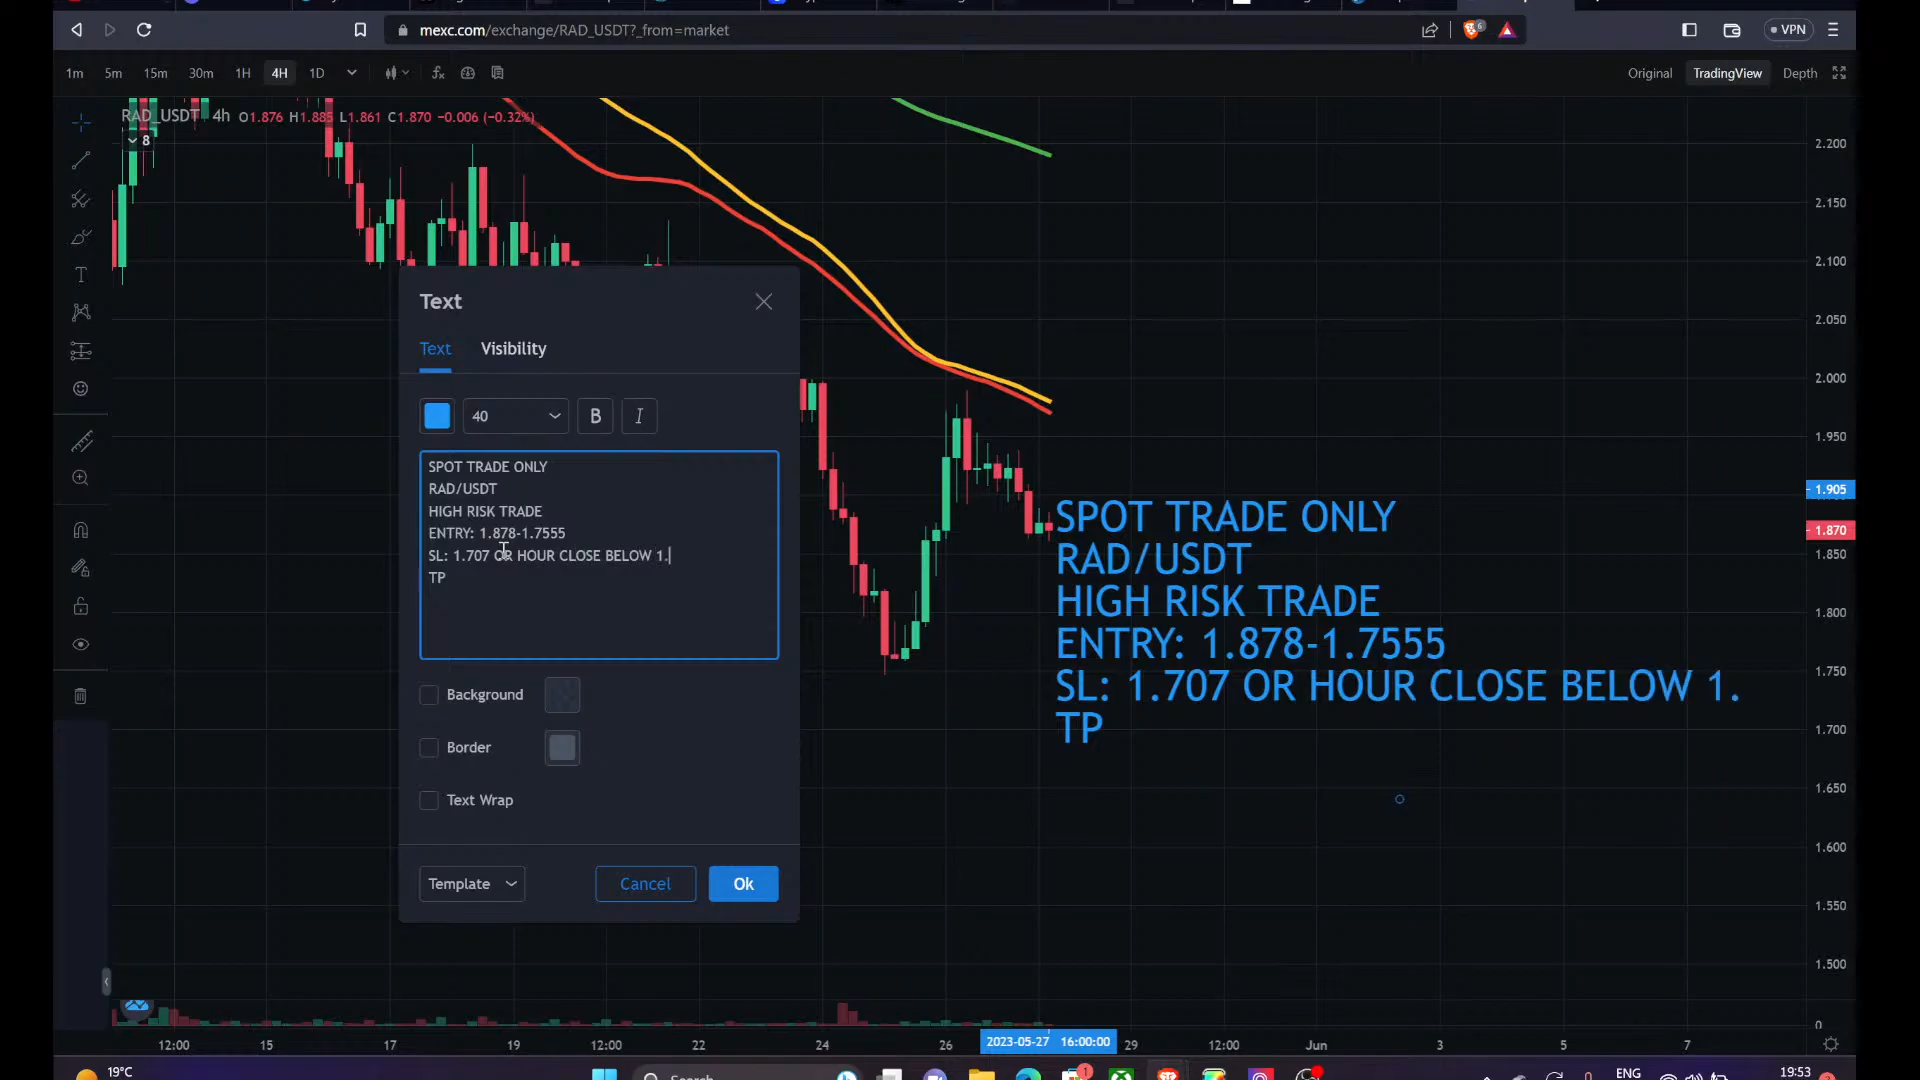 mexc.com/exchange/RAD_USDT?_from=market
6
VPN
1m 5m 15m 30m 1H 4H 1D
Original TradingView Depth
RAD_USDT 4h O1.876 H1.885 L1.861 C1.870 −0.006 (−0.32%)
8
2.200
2.150
2.100
2.050
2.000
1.950
1.905
1.870
1.850
1.800
1.750
1.700
1.650
1.600
1.550
1.500
0
Text
Text Visibility
40 B I
SPOT TRADE ONLY
RAD/USDT
HIGH RISK TRADE
ENTRY: 1.878-1.7555
SL: 1.707 OR HOUR CLOSE BELOW 1.
TP
Background
Border
Text Wrap
Template Cancel Ok
SPOT TRADE ONLY
RAD/USDT
HIGH RISK TRADE
ENTRY: 1.878-1.7555
SL: 1.707 OR HOUR CLOSE BELOW 1.
TP
12:00 15 17 19 12:00 22 24 26 2023-05-27 16:00:00 29 12:00 Jun 3 5 7
19°C
Search
1
ENG
19:53